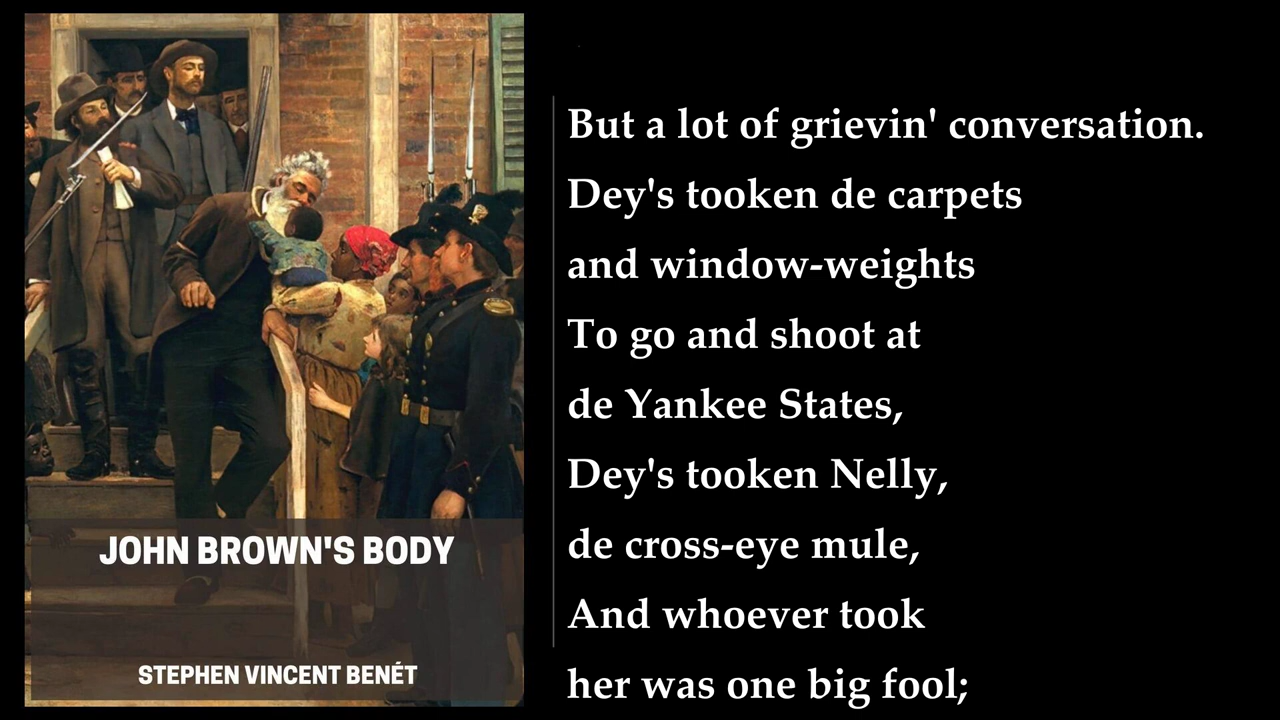 JOHN BROWN'S BODY
STEPHEN VINCENT BENÉT
But a lot of grievin' conversation.
Dey's tooken de carpets
and window-weights
To go and shoot at
de Yankee States,
Dey's tooken Nelly,
de cross-eye mule,
And whoever took
her was one big fool;